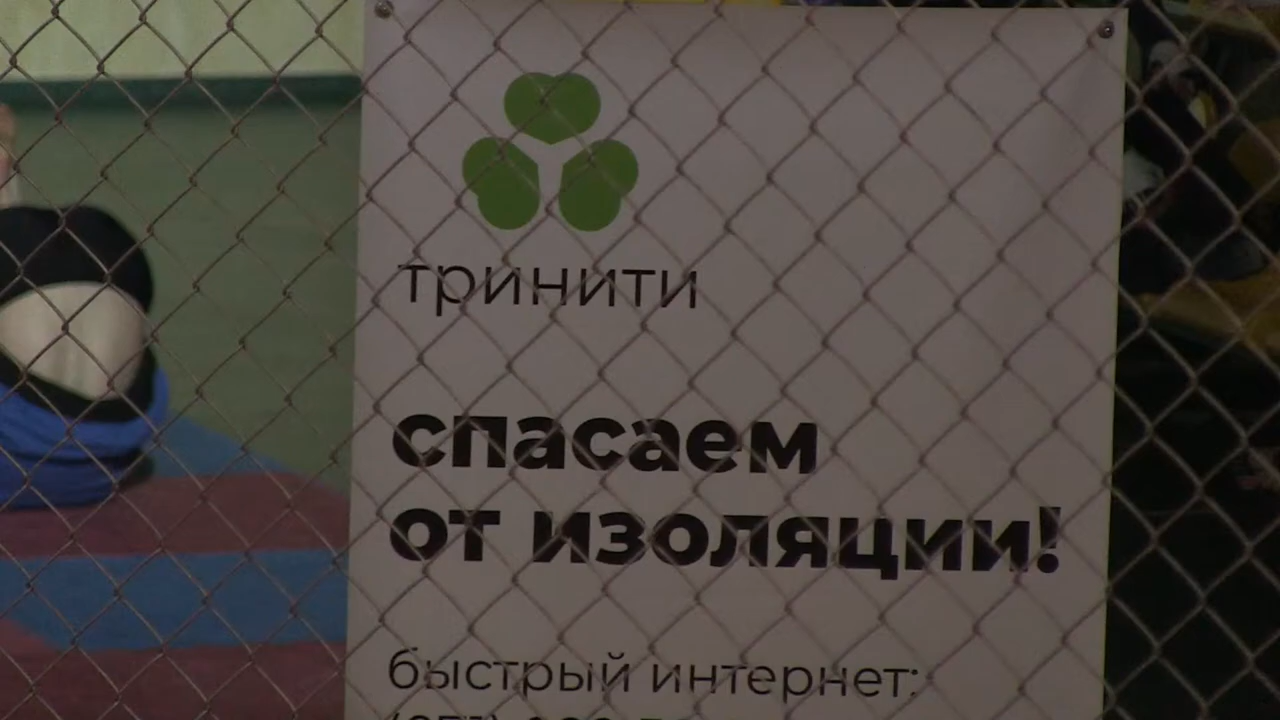 тринити
спасаем
от изоляции!
быстрый интернет: